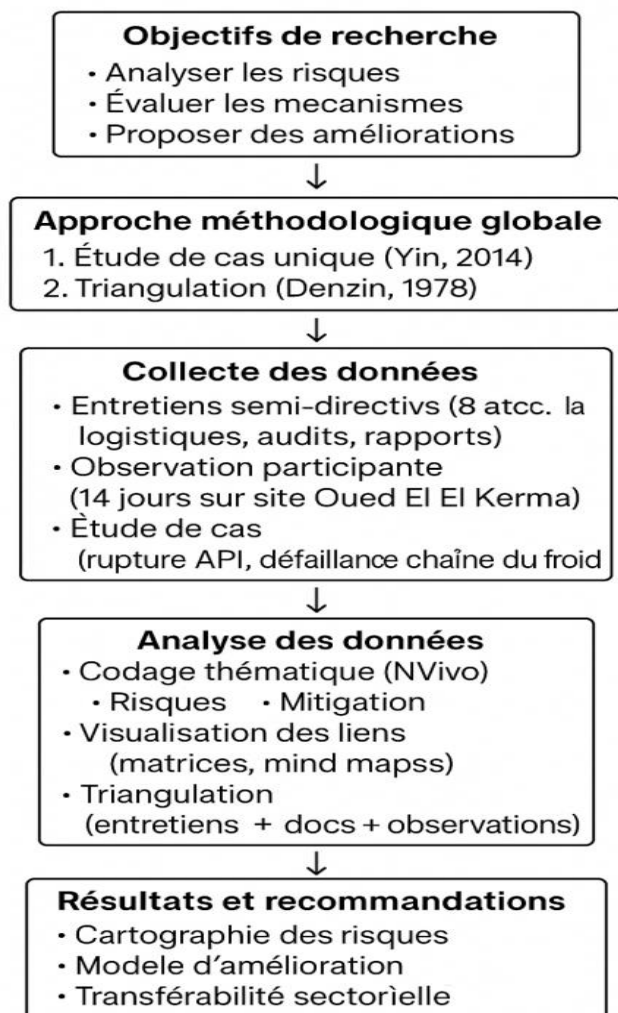 Objectifs de recherche
• Analyser les risques
• Évaluer les mecanismes
• Proposer des améliorations
↓
Approche méthodologique globale
1. Étude de cas unique (Yin, 2014)
2. Triangulation (Denzin, 1978)
↓
Collecte des données
• Entretiens semi-directivs (8 atcc. la
logistiques, audits, rapports)
• Observation participante
(14 jours sur site Oued El El Kerma)
• Ètude de cas
(rupture API, défaillance chaîne du froid
↓
Analyse des données
• Codage thématique (NVivo)
• Risques • Mitigation
• Visualisation des liens
(matrices, mind mapss)
• Triangulation
(entretiens + docs + observations)
↓
Résultats et recommandations
• Cartographie des risques
• Modele d'amélioration
• Transférabilité sectorìelle